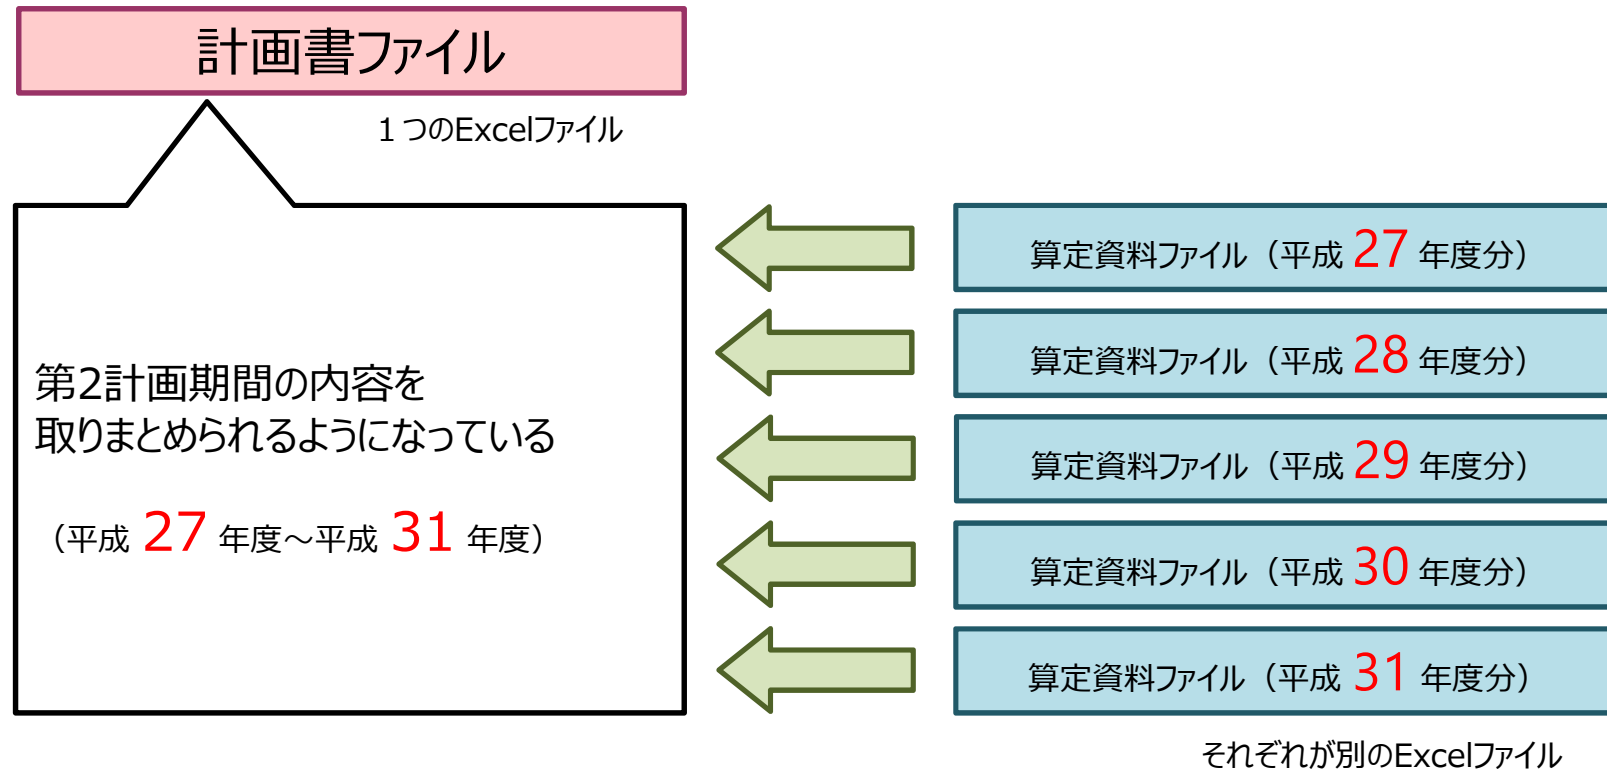 計画書ファイル
１つのExcelファイル
第2計画期間の内容を
取りまとめられるようになっている
（平成 27 年度～平成 31 年度）
算定資料ファイル（平成 27 年度分）
算定資料ファイル（平成 28 年度分）
算定資料ファイル（平成 29 年度分）
算定資料ファイル（平成 30 年度分）
算定資料ファイル（平成 31 年度分）
それぞれが別のExcelファイル